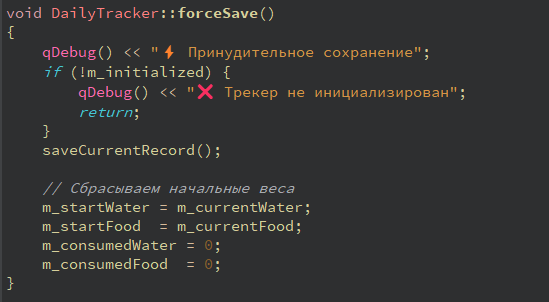 void DailyTracker::forceSave()
{
    qDebug() << "⚡ Принудительное сохранение";
    if (!m_initialized) {
        qDebug() << "❌ Трекер не инициализирован";
        return;
    }
    saveCurrentRecord();

    // Сбрасываем начальные веса
    m_startWater = m_currentWater;
    m_startFood  = m_currentFood;
    m_consumedWater = 0;
    m_consumedFood  = 0;
}